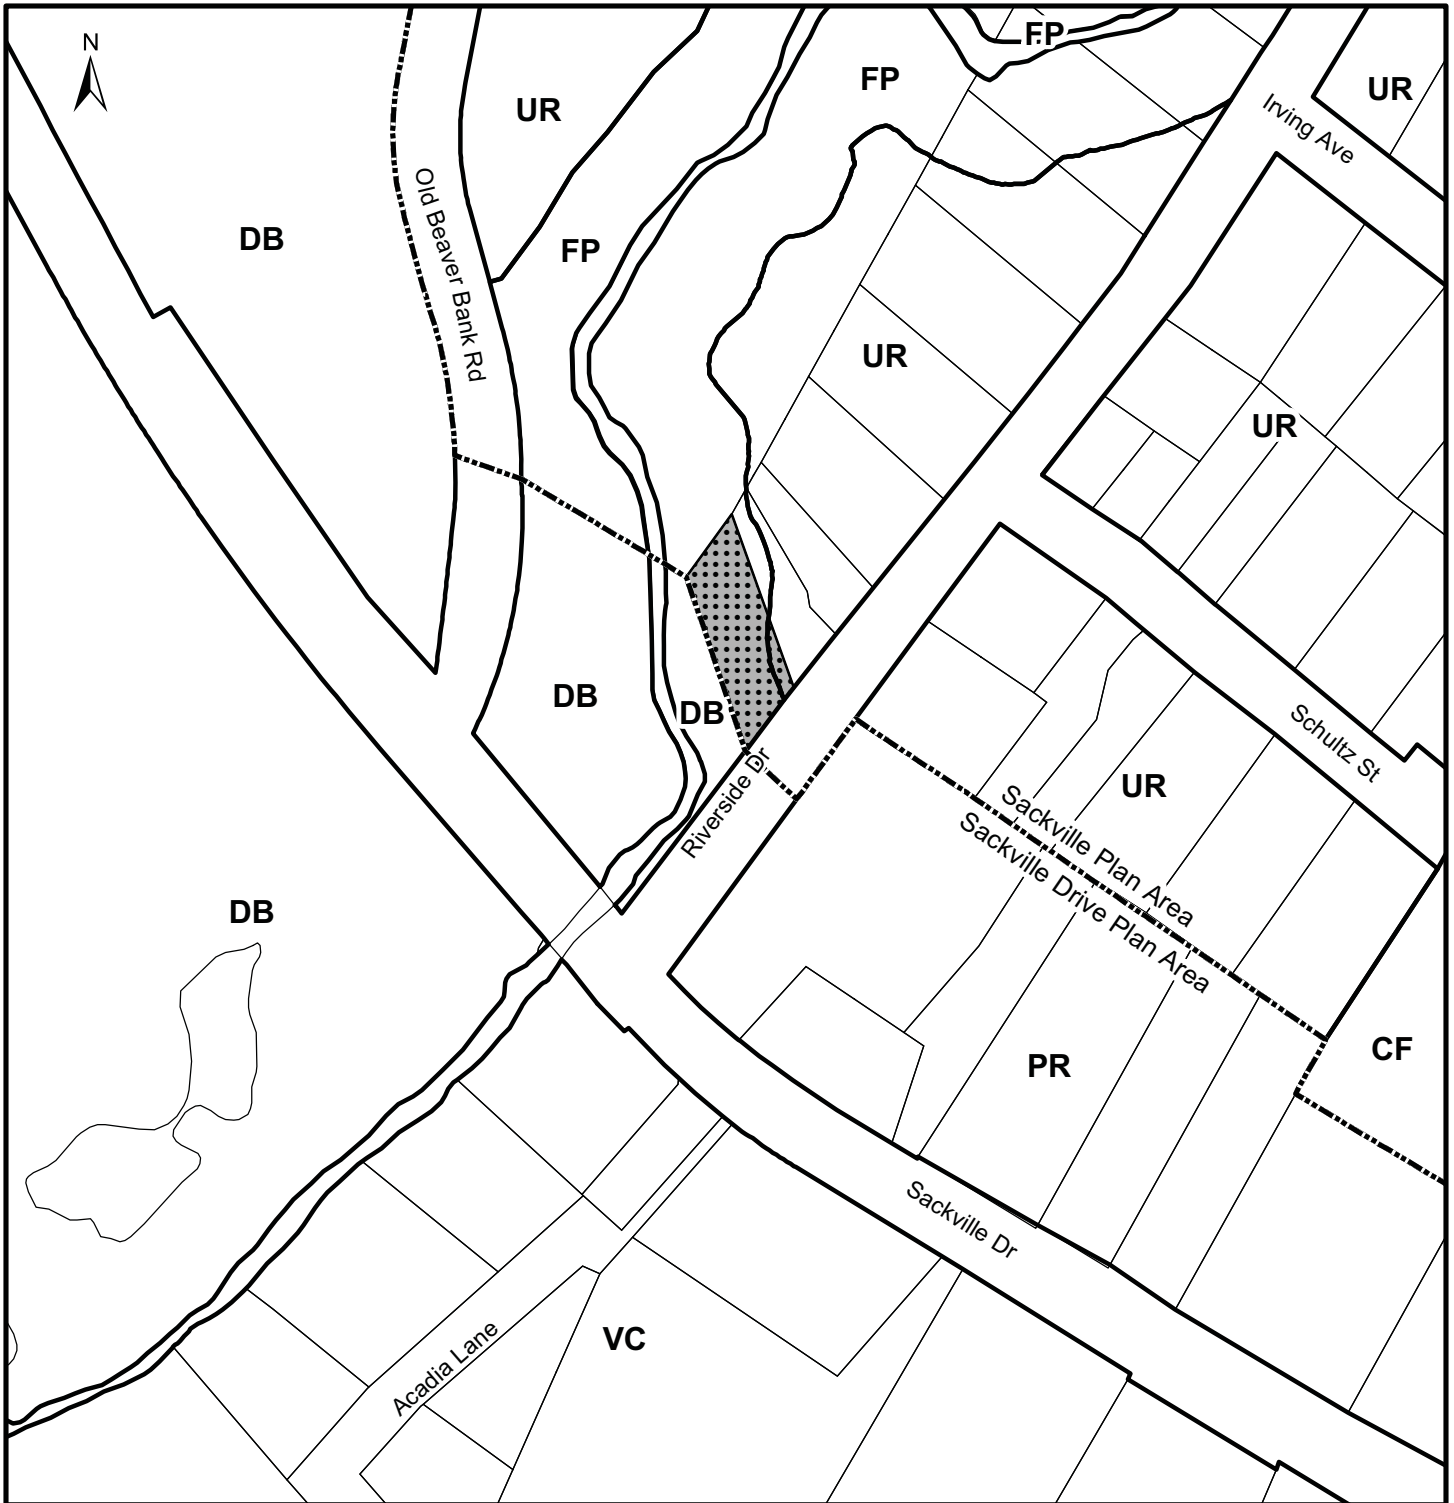 N
FP
FP
UR
UR
Irving Ave
DB
Old Beaver Bank Rd
FP
UR
UR
DB
DB
Riverside Dr
Schultz St
UR
Sackville Plan Area
Sackville Drive Plan Area
DB
PR
CF
Sackville Dr
VC
Acadia Lane